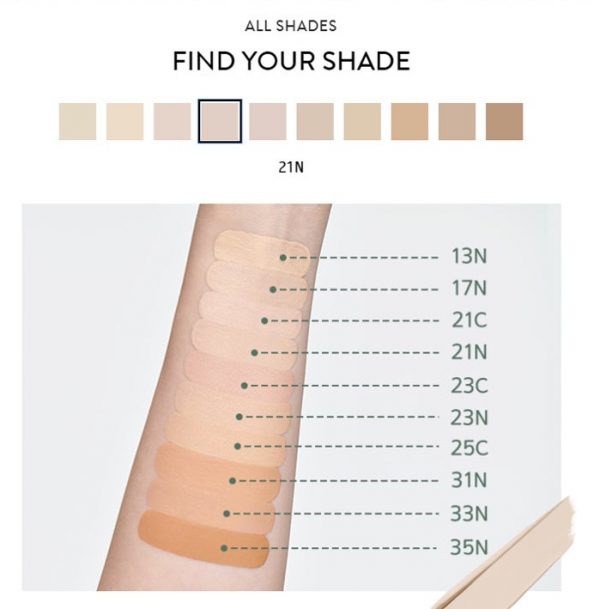 ALL SHADES
FIND YOUR SHADE
21N
13N
17N
21C
21N
23C
23N
25C
31N
33N
35N